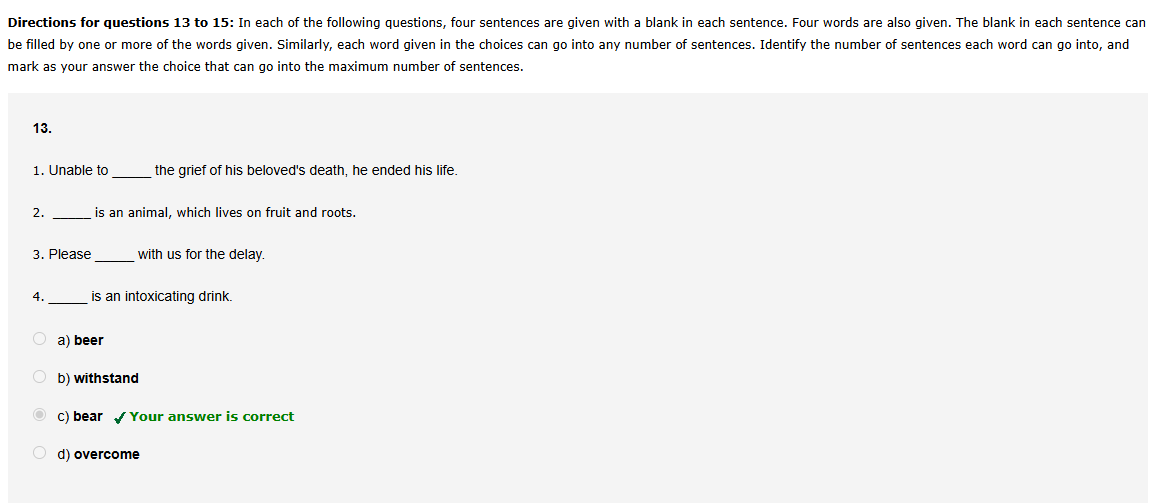 Directions for questions 13 to 15: In each of the following questions, four sentences are given with a blank in each sentence. Four words are also given. The blank in each sentence can
be filled by one or more of the words given. Similarly, each word given in the choices can go into any number of sentences. Identify the number of sentences each word can go into, and
mark as your answer the choice that can go into the maximum number of sentences.
13.
1. Unable to _____ the grief of his beloved's death, he ended his life.
2. _____ is an animal, which lives on fruit and roots.
3. Please _____ with us for the delay.
4. _____ is an intoxicating drink.
a) beer
b) withstand
c) bear ✓ Your answer is correct
d) overcome